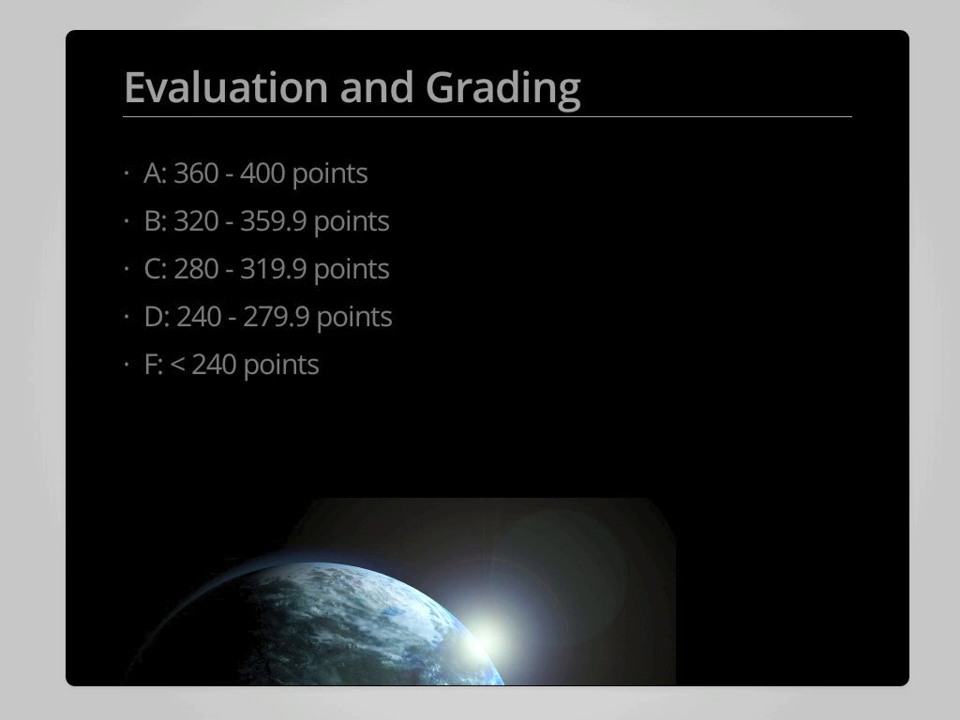 Evaluation and Grading
· A: 360 - 400 points
· B: 320 - 359.9 points
· C: 280 - 319.9 points
· D: 240 - 279.9 points
· F: < 240 points